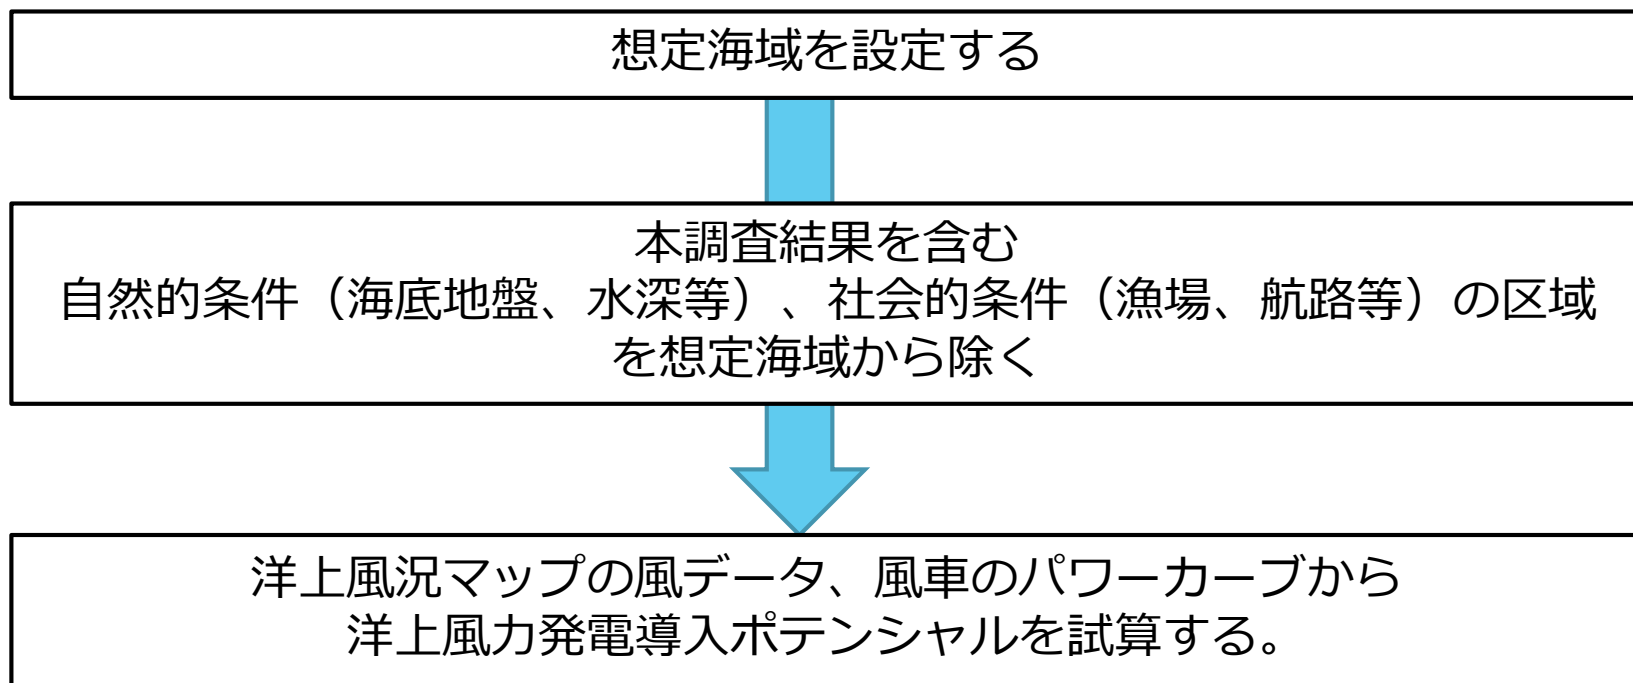 想定海域を設定する
本調査結果を含む
自然的条件（海底地盤、水深等）、社会的条件（漁場、航路等）の区域
を想定海域から除く
洋上風況マップの風データ、風車のパワーカーブから
洋上風力発電導入ポテンシャルを試算する。